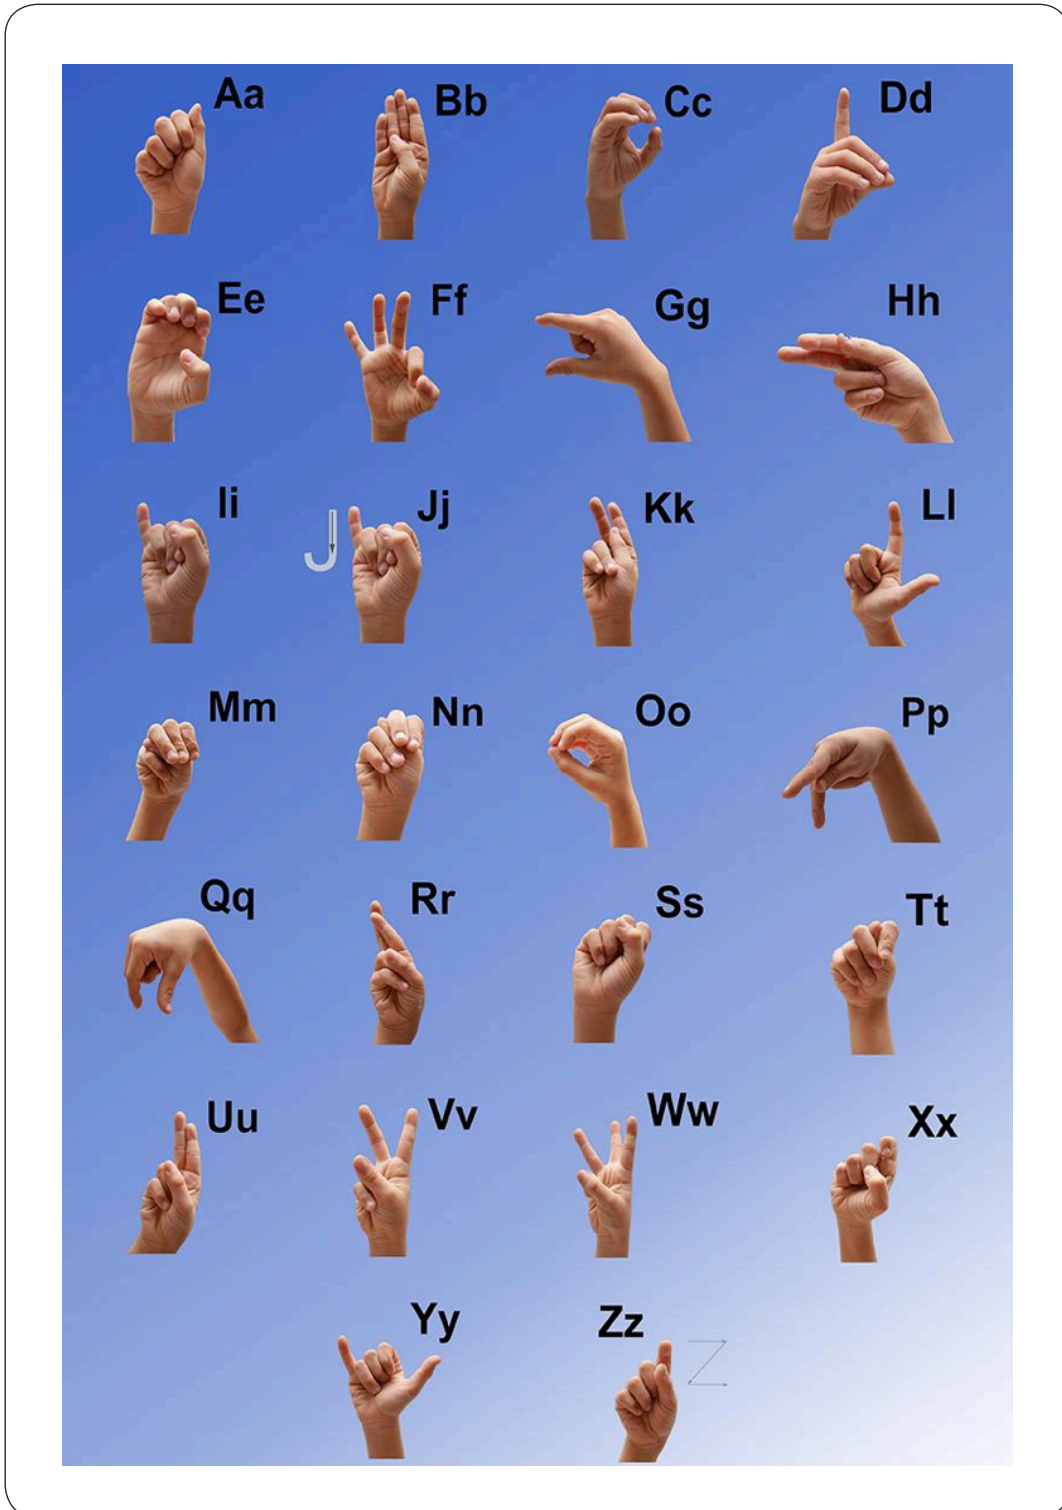 Aa Bb Cc Dd
Ee Ff Gg Hh
Ii Jj Kk Ll
Mm Nn Oo Pp
Qq Rr Ss Tt
Uu Vv Ww Xx
Yy Zz